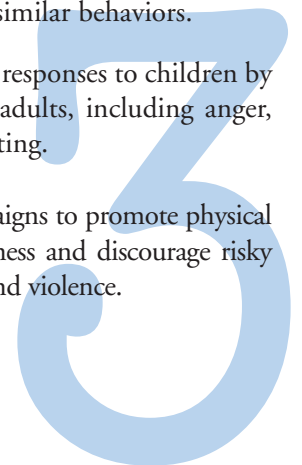 similar behaviors.
responses to children by
adults, including anger,
ting.
aigns to promote physical
ness and discourage risky
nd violence.
3